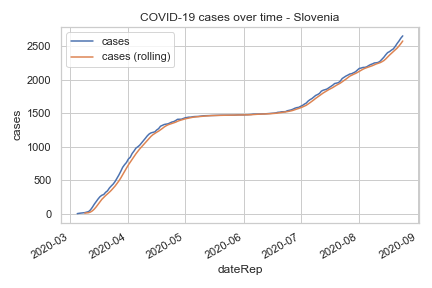 COVID-19 cases over time - Slovenia
cases
cases (rolling)
cases
2500
2000
1500
1000
500
0
2020-03
2020-04
2020-05
2020-06
2020-07
2020-08
2020-09
dateRep